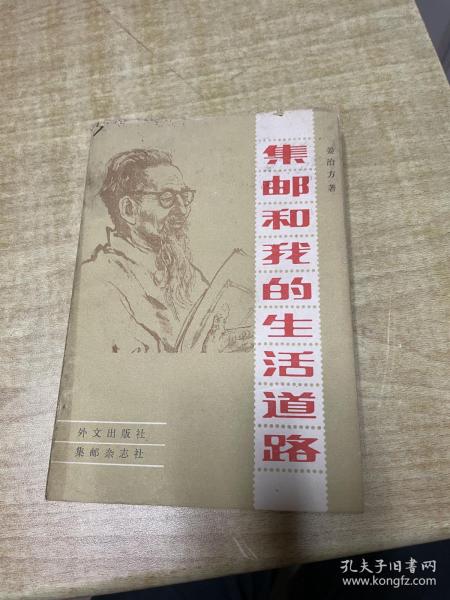 集邮和我的生活道路
姜治方著
外文出版社
集邮杂志社
孔夫子旧书网
www.kongfz.com